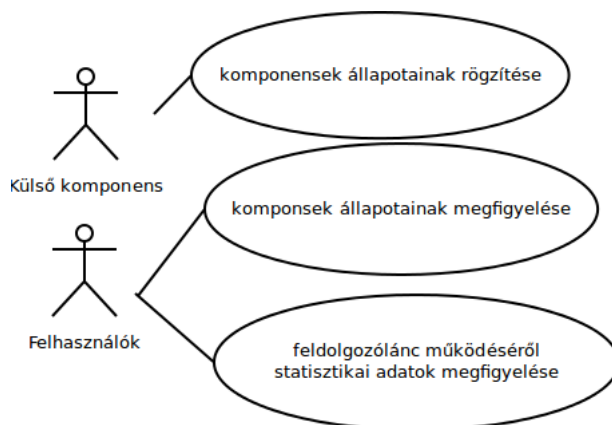 komponensek állapotainak rögzítése
Külső komponens
komponsek állapotainak megfigyelése
Felhasználók
feldolgozólánc működéséről
statisztikai adatok megfigyelése